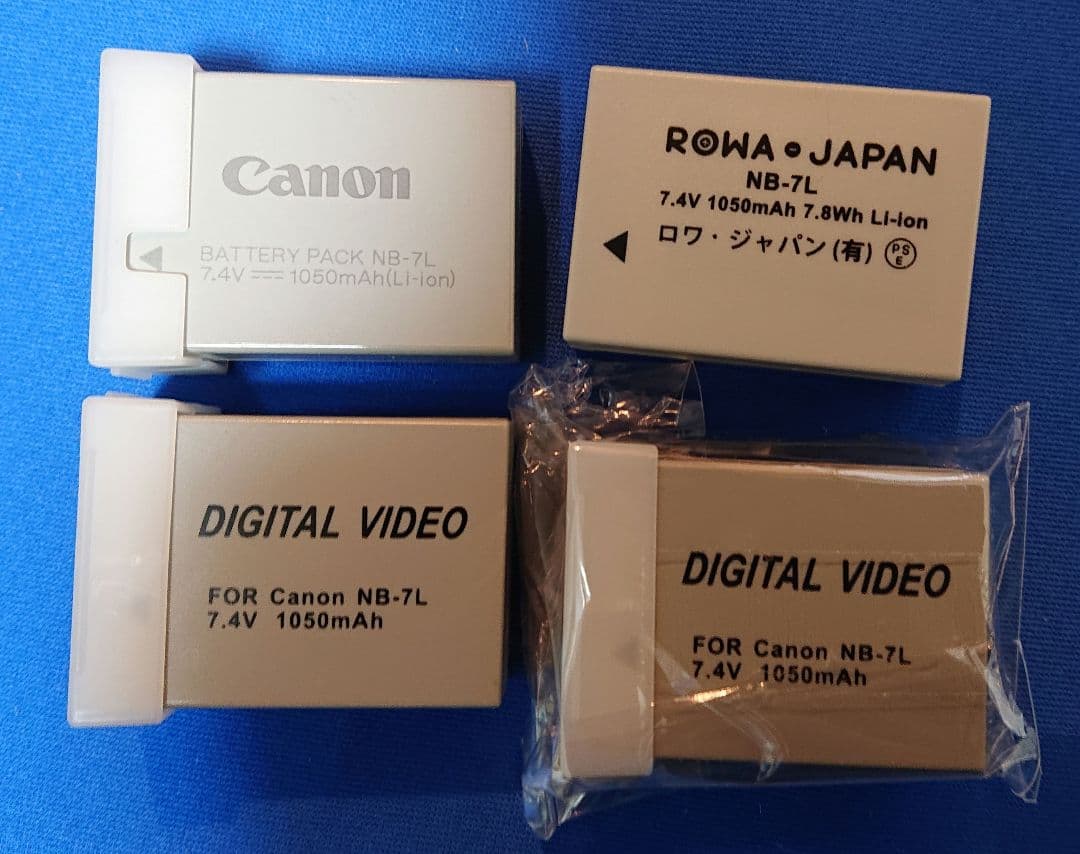 Canon
BATTERY PACK NB-7L
7.4V ⎓ 1050mAh(Li-ion)
ROWA JAPAN
NB-7L
7.4V 1050mAh 7.8Wh Li-ion
ロワ・ジャパン(有) PSE
DIGITAL VIDEO
FOR Canon NB-7L
7.4V 1050mAh
DIGITAL VIDEO
FOR Canon NB-7L
7.4V 1050mAh